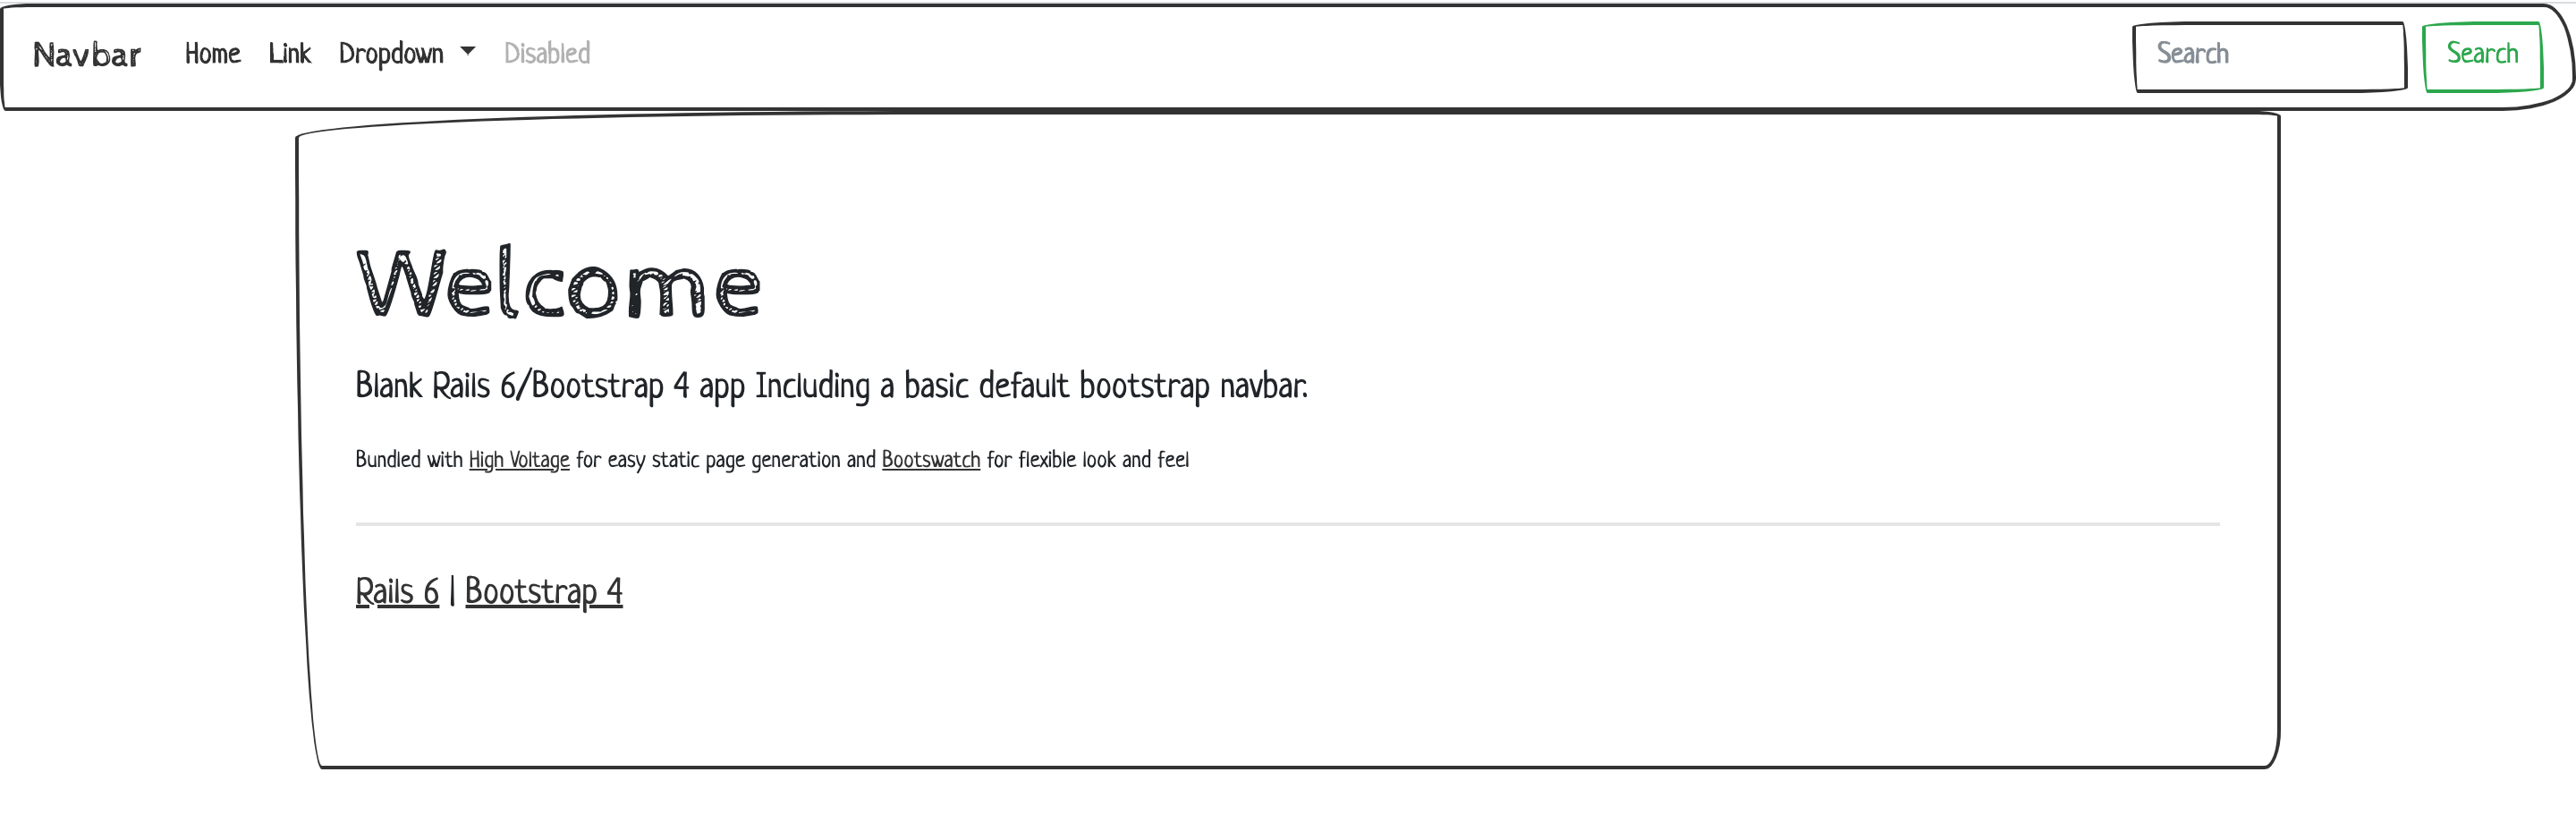 Navbar Home Link Dropdown Disabled Search Search
Welcome
Blank Rails 6/Bootstrap 4 app Including a basic default bootstrap navbar.
Bundled with High Voltage for easy static page generation and Bootswatch for flexible look and feel
Rails 6 | Bootstrap 4